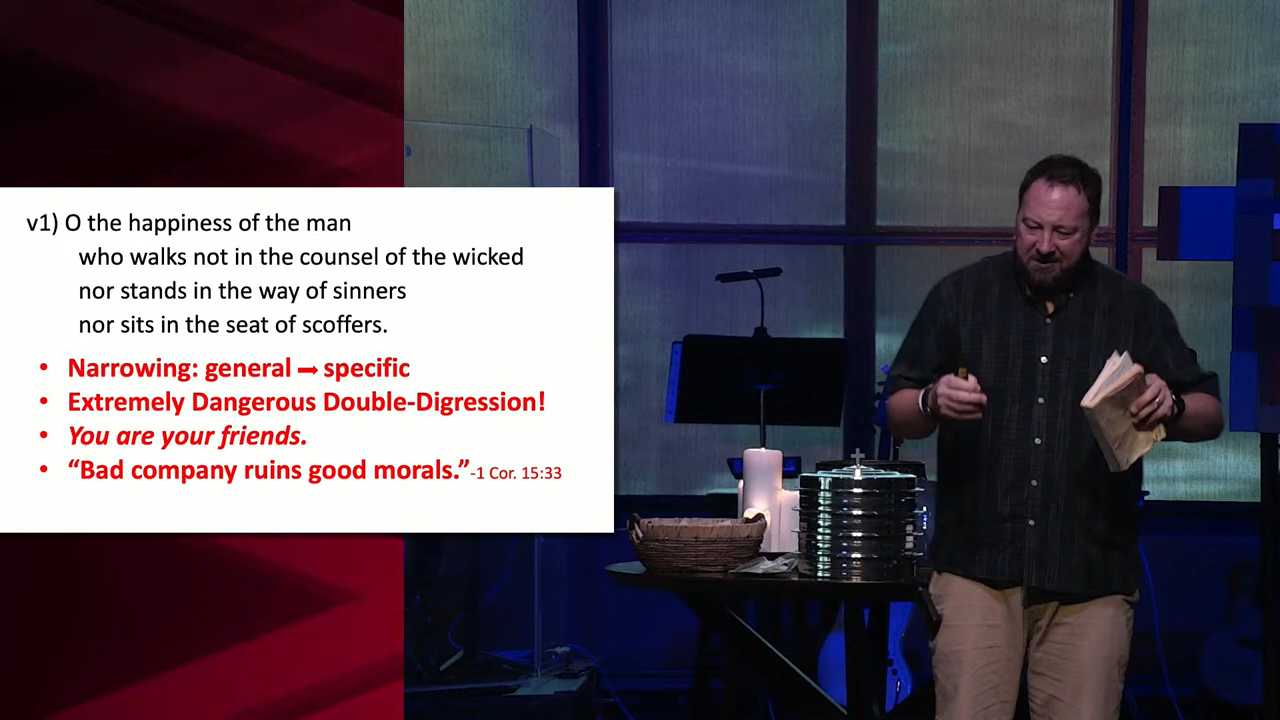 v1) O the happiness of the man
who walks not in the counsel of the wicked
nor stands in the way of sinners
nor sits in the seat of scoffers.
• Narrowing: general ➞ specific
• Extremely Dangerous Double-Digression!
• You are your friends.
• “Bad company ruins good morals.”-1 Cor. 15:33